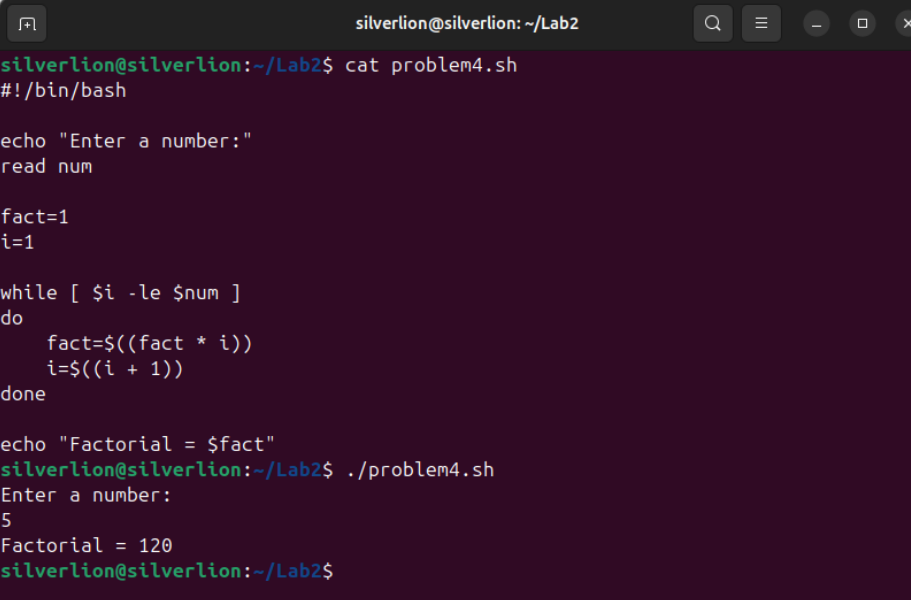 silverlion@silverlion: ~/Lab2
silverlion@silverlion:~/Lab2$ cat problem4.sh
#!/bin/bash

echo "Enter a number:"
read num

fact=1
i=1

while [ $i -le $num ]
do
    fact=$((fact * i))
    i=$((i + 1))
done

echo "Factorial = $fact"
silverlion@silverlion:~/Lab2$ ./problem4.sh
Enter a number:
5
Factorial = 120
silverlion@silverlion:~/Lab2$